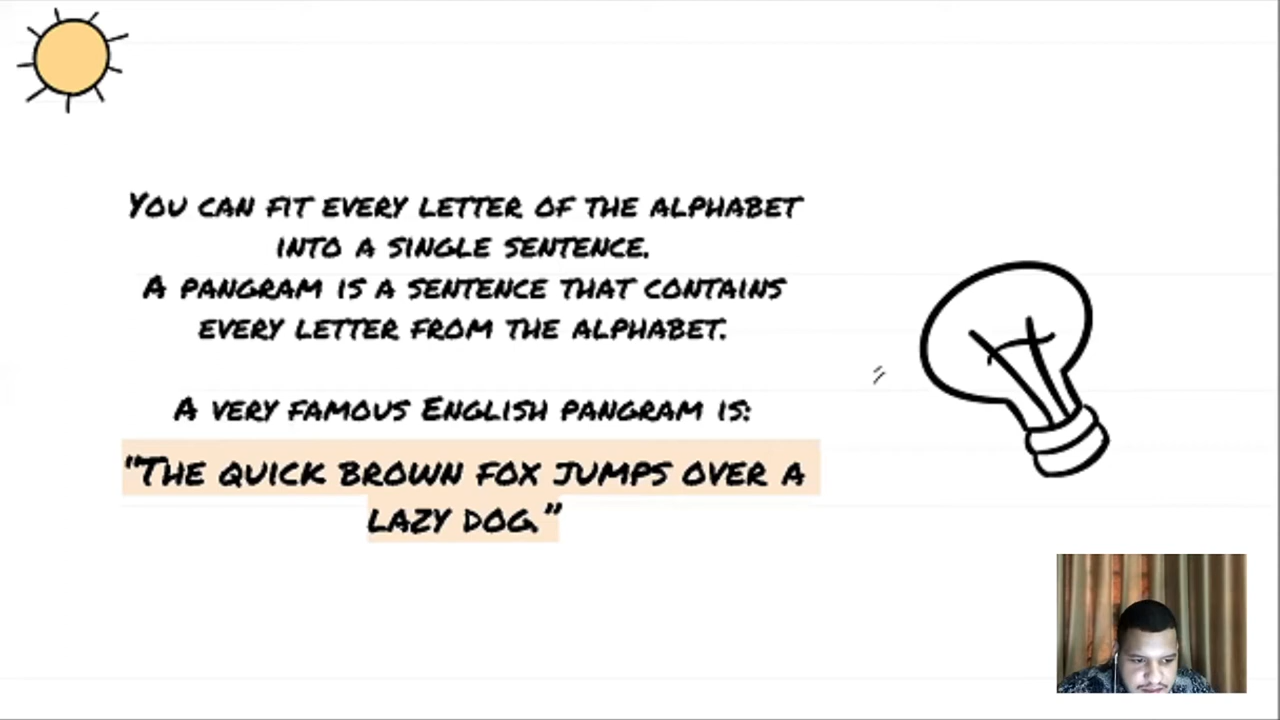 You can fit every letter of the alphabet
into a single sentence.
A pangram is a sentence that contains
every letter from the alphabet.
A very famous English pangram is:
“The quick brown fox jumps over a
lazy dog.”